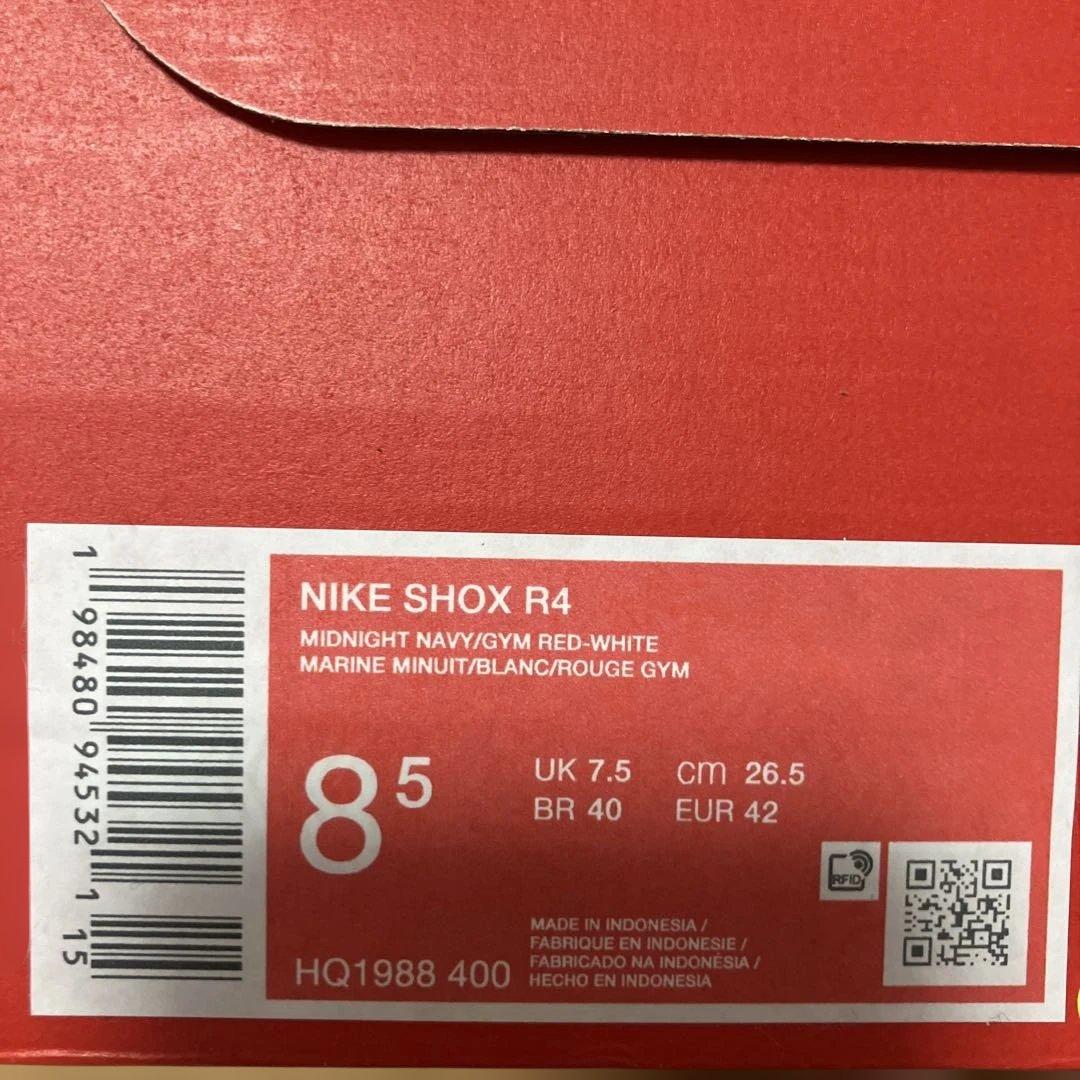 NIKE SHOX R4
MIDNIGHT NAVY/GYM RED-WHITE
MARINE MINUIT/BLANC/ROUGE GYM
8 5
UK 7.5 cm 26.5
BR 40 EUR 42
RFID
MADE IN INDONESIA /
FABRIQUE EN INDONESIE /
FABRICADO NA INDONÉSIA /
HECHO EN INDONESIA
HQ1988 400
1 98480 94532 1 15